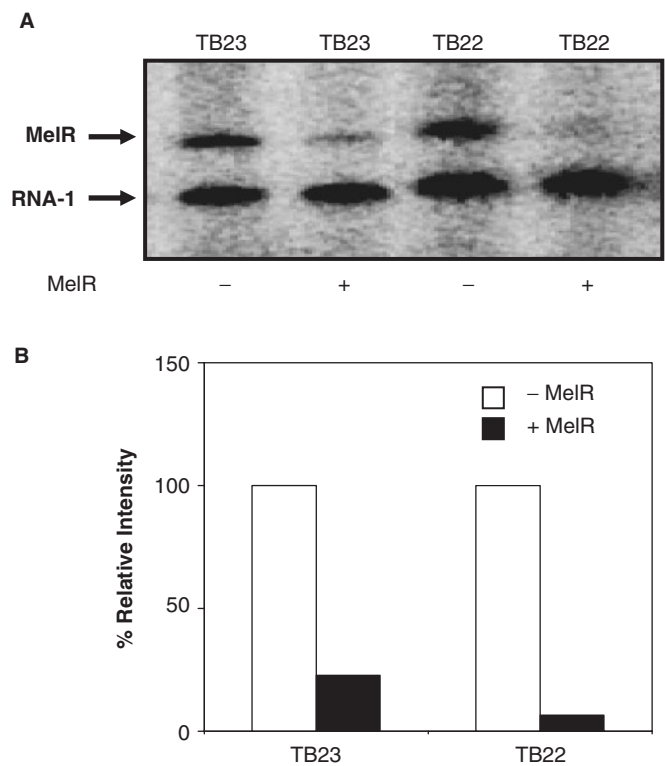 A
TB23 TB23 TB22 TB22
MelR
RNA-1
MelR − + − +
B
150
− MelR
+ MelR
100
% Relative Intensity
50
0
TB23 TB22